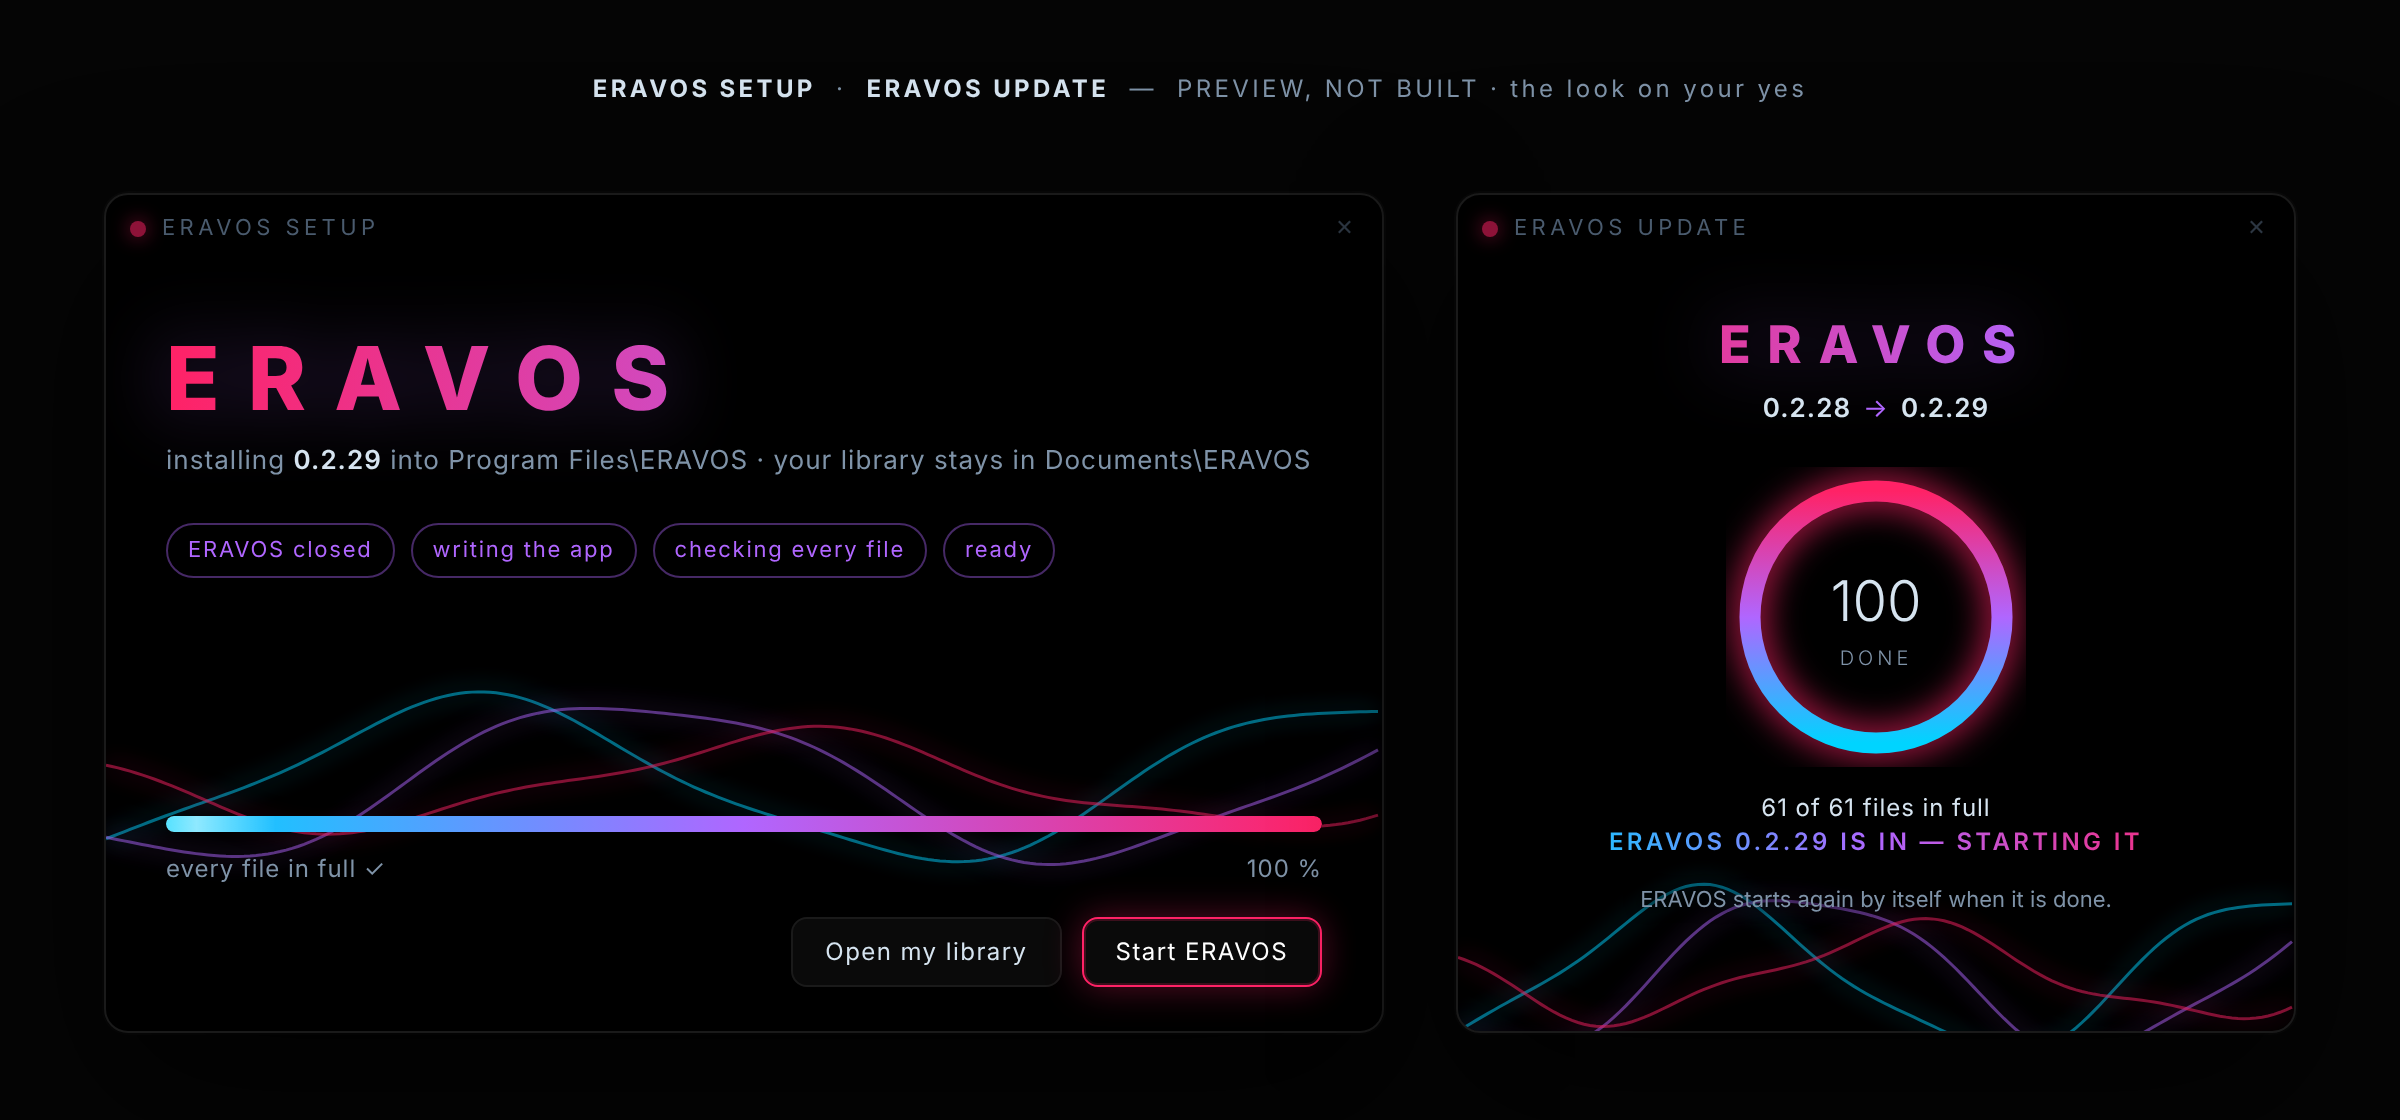 ERAVOS SETUP · ERAVOS UPDATE — PREVIEW, NOT BUILT · the look on your yes
ERAVOS SETUP ×
ERAVOS
installing 0.2.29 into Program Files\ERAVOS · your library stays in Documents\ERAVOS
ERAVOS closed writing the app checking every file ready
every file in full ✓ 100 %
Open my library Start ERAVOS
ERAVOS UPDATE ×
ERAVOS
0.2.28 → 0.2.29
100
DONE
61 of 61 files in full
ERAVOS 0.2.29 IS IN — STARTING IT
ERAVOS starts again by itself when it is done.